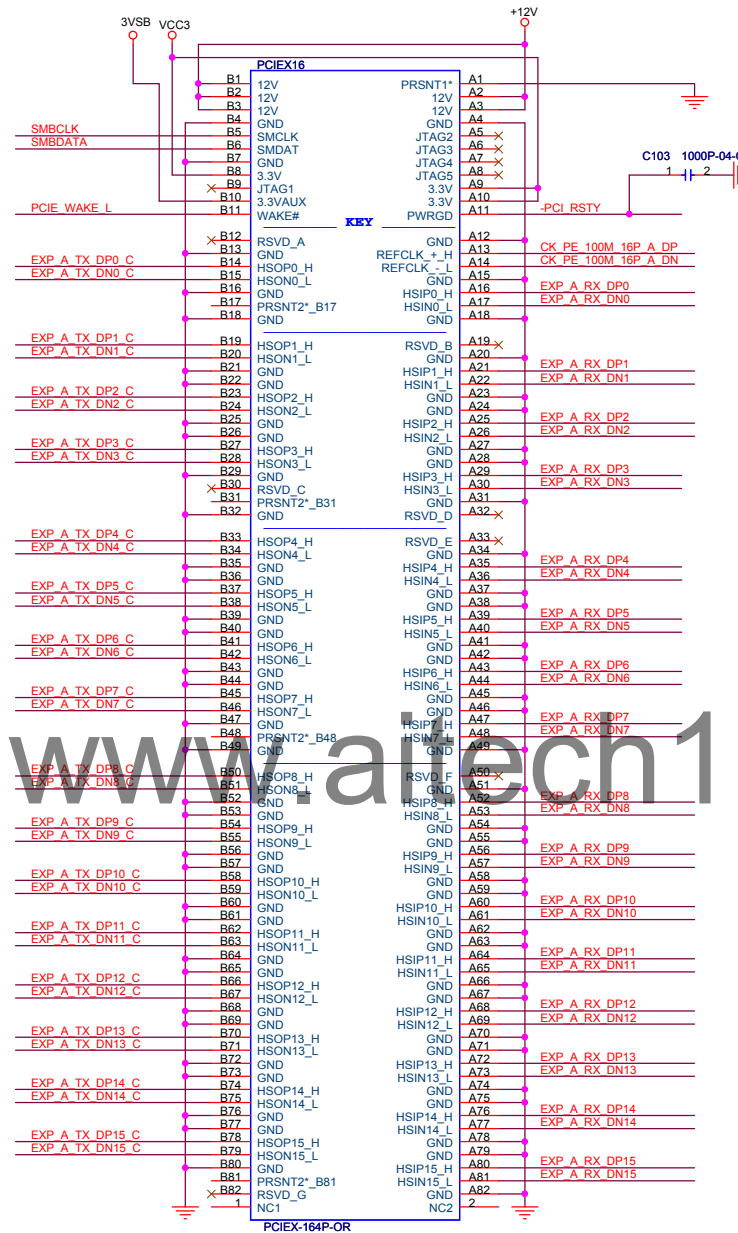 +12V
3VSB VCC3
PCIEX16
B1 12V PRSNT1* A1
B2 12V 12V A2
B3 12V 12V A3
B4 GND GND A4
SMBCLK B5 SMCLK JTAG2 A5
SMBDATA B6 SMDAT JTAG3 A6
B7 GND JTAG4 A7
B8 3.3V JTAG5 A8
C103 1000P-04-
1 2
B9 JTAG1 3.3V A9
B10 3.3VAUX 3.3V A10
PCIE_WAKE_L B11 WAKE# PWRGD A11 -PCI_RSTY
KEY
B12 RSVD_A GND A12
B13 GND REFCLK_+_H A13 CK_PE_100M_16P_A_DP
EXP_A_TX_DP0_C B14 HSOP0_H REFCLK_-_L A14 CK_PE_100M_16P_A_DN
EXP_A_TX_DN0_C B15 HSON0_L GND A15
B16 GND HSIP0_H A16 EXP_A_RX_DP0
B17 PRSNT2*_B17 HSIN0_L A17 EXP_A_RX_DN0
B18 GND GND A18
EXP_A_TX_DP1_C B19 HSOP1_H RSVD_B A19
EXP_A_TX_DN1_C B20 HSON1_L GND A20
B21 GND HSIP1_H A21 EXP_A_RX_DP1
B22 GND HSIN1_L A22 EXP_A_RX_DN1
EXP_A_TX_DP2_C B23 HSOP2_H GND A23
EXP_A_TX_DN2_C B24 HSON2_L GND A24
B25 GND HSIP2_H A25 EXP_A_RX_DP2
B26 GND HSIN2_L A26 EXP_A_RX_DN2
EXP_A_TX_DP3_C B27 HSOP3_H GND A27
EXP_A_TX_DN3_C B28 HSON3_L GND A28
B29 GND HSIP3_H A29 EXP_A_RX_DP3
B30 RSVD_C HSIN3_L A30 EXP_A_RX_DN3
B31 PRSNT2*_B31 GND A31
B32 GND RSVD_D A32
EXP_A_TX_DP4_C B33 HSOP4_H RSVD_E A33
EXP_A_TX_DN4_C B34 HSON4_L GND A34
B35 GND HSIP4_H A35 EXP_A_RX_DP4
B36 GND HSIN4_L A36 EXP_A_RX_DN4
EXP_A_TX_DP5_C B37 HSOP5_H GND A37
EXP_A_TX_DN5_C B38 HSON5_L GND A38
B39 GND HSIP5_H A39 EXP_A_RX_DP5
B40 GND HSIN5_L A40 EXP_A_RX_DN5
EXP_A_TX_DP6_C B41 HSOP6_H GND A41
EXP_A_TX_DN6_C B42 HSON6_L GND A42
B43 GND HSIP6_H A43 EXP_A_RX_DP6
B44 GND HSIN6_L A44 EXP_A_RX_DN6
EXP_A_TX_DP7_C B45 HSOP7_H GND A45
EXP_A_TX_DN7_C B46 HSON7_L GND A46
B47 GND HSIP7_H A47 EXP_A_RX_DP7
B48 PRSNT2*_B48 HSIN7_L A48 EXP_A_RX_DN7
B49 GND GND A49
www.aitech1
EXP_A_TX_DP8_C B50 HSOP8_H RSVD_F A50
EXP_A_TX_DN8_C B51 HSON8_L GND A51
B52 GND HSIP8_H A52 EXP_A_RX_DP8
B53 GND HSIN8_L A53 EXP_A_RX_DN8
EXP_A_TX_DP9_C B54 HSOP9_H GND A54
EXP_A_TX_DN9_C B55 HSON9_L GND A55
B56 GND HSIP9_H A56 EXP_A_RX_DP9
B57 GND HSIN9_L A57 EXP_A_RX_DN9
EXP_A_TX_DP10_C B58 HSOP10_H GND A58
EXP_A_TX_DN10_C B59 HSON10_L GND A59
B60 GND HSIP10_H A60 EXP_A_RX_DP10
B61 GND HSIN10_L A61 EXP_A_RX_DN10
EXP_A_TX_DP11_C B62 HSOP11_H GND A62
EXP_A_TX_DN11_C B63 HSON11_L GND A63
B64 GND HSIP11_H A64 EXP_A_RX_DP11
B65 GND HSIN11_L A65 EXP_A_RX_DN11
EXP_A_TX_DP12_C B66 HSOP12_H GND A66
EXP_A_TX_DN12_C B67 HSON12_L GND A67
B68 GND HSIP12_H A68 EXP_A_RX_DP12
B69 GND HSIN12_L A69 EXP_A_RX_DN12
EXP_A_TX_DP13_C B70 HSOP13_H GND A70
EXP_A_TX_DN13_C B71 HSON13_L GND A71
B72 GND HSIP13_H A72 EXP_A_RX_DP13
B73 GND HSIN13_L A73 EXP_A_RX_DN13
EXP_A_TX_DP14_C B74 HSOP14_H GND A74
EXP_A_TX_DN14_C B75 HSON14_L GND A75
B76 GND HSIP14_H A76 EXP_A_RX_DP14
B77 GND HSIN14_L A77 EXP_A_RX_DN14
EXP_A_TX_DP15_C B78 HSOP15_H GND A78
EXP_A_TX_DN15_C B79 HSON15_L GND A79
B80 GND HSIP15_H A80 EXP_A_RX_DP15
B81 PRSNT2*_B81 HSIN15_L A81 EXP_A_RX_DN15
B82 RSVD_G GND A82
1 NC1 NC2 2
PCIEX-164P-OR